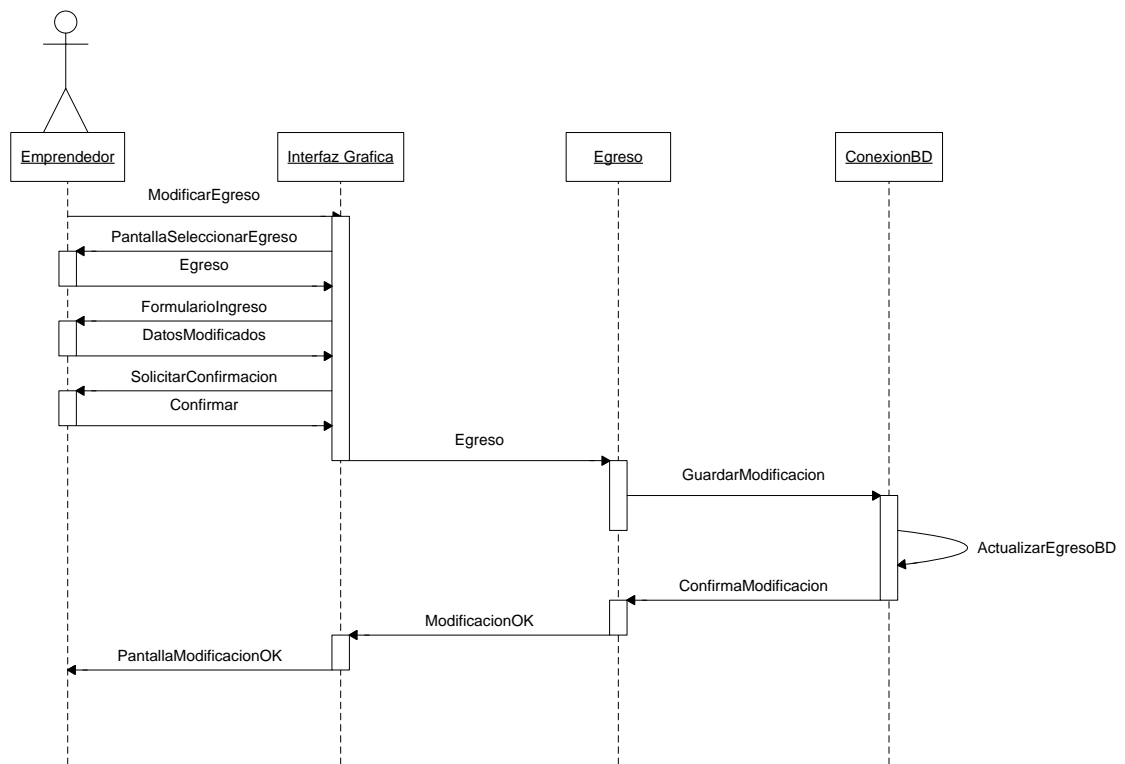 Emprendedor
Interfaz Grafica
Egreso
ConexionBD
ModificarEgreso
PantallaSeleccionarEgreso
Egreso
FormularioIngreso
DatosModificados
SolicitarConfirmacion
Confirmar
Egreso
GuardarModificacion
ActualizarEgresoBD
ConfirmaModificacion
ModificacionOK
PantallaModificacionOK